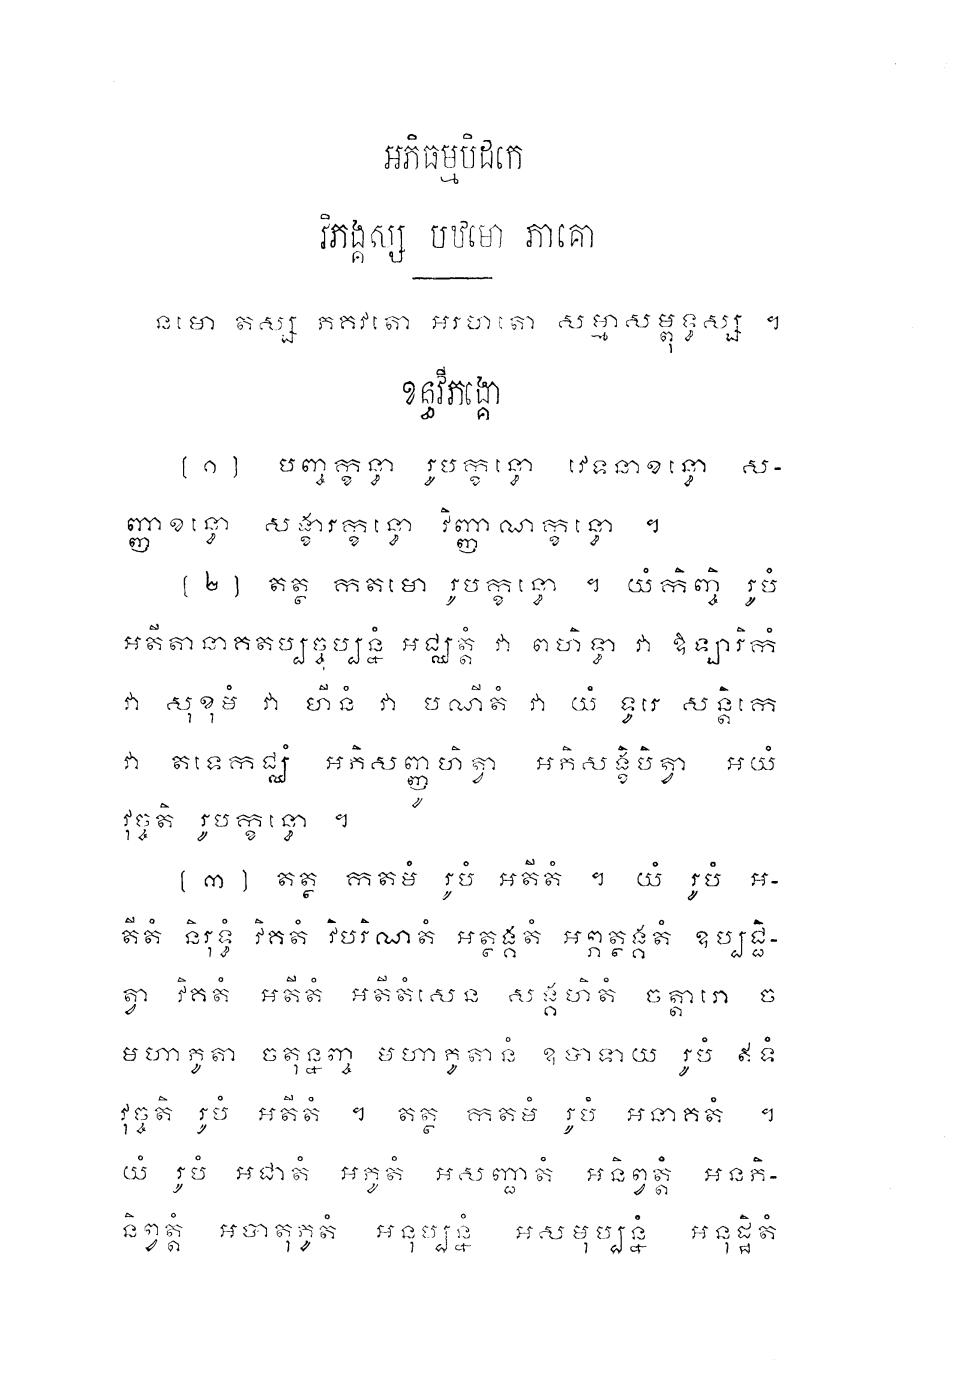 អភិធម្មបិដកេ
វិភង្គស្ស បឋមោ ភាគោ
នមោ តស្ស ភគវតោ អរហតោ សម្មាសម្ពុទ្ធស្ស ។
ខន្ធវិភង្គោ
[ ១ ] បញ្ចក្ខន្ធា រូបក្ខន្ធោ វេទនាខន្ធោ ស-
ញ្ញាខន្ធោ សង្ខារក្ខន្ធោ វិញ្ញាណក្ខន្ធោ ។
[ ២ ] តត្ថ កតមោ រូបក្ខន្ធោ ។ យំកិញ្ចិ រូបំ
អតីតានាគតប្បច្ចុប្បន្នំ អជ្ឈត្តំ វា ពហិទ្ធា វា ឱឡារិកំ
វា សុខុមំ វា ហីនំ វា បណីតំ វា យំ ទូរេ សន្តិកេ
វា តទេកជ្ឈំ អភិសញ្ញូហិត្វា អភិសង្ខិបិត្វា អយំ
វុច្ចតិ រូបក្ខន្ធោ ។
[ ៣ ] តត្ថ កតមំ រូបំ អតីតំ ។ យំ រូបំ អ-
តីតំ និរុទ្ធំ វិគតំ វិបរិណាតំ អត្ថង្គតំ អព្ភត្ថង្គតំ ឧប្បជ្ជិ-
ត្វា វិគតំ អតីតំ អតីតំសេន សង្គហិតំ ចត្តារោ ច
មហាភូតា ចតុន្នញ្ច មហាភូតានំ ឧបាទាយ រូបំ ឥទំ
វុច្ចតិ រូបំ អតីតំ ។ តត្ថ កតមំ រូបំ អនាគតំ ។
យំ រូបំ អជាតំ អភូតំ អសញ្ជាតំ អនិព្វត្តំ អនភិ-
និព្វត្តំ អបាតុភូតំ អនុប្បន្នំ អសមុប្បន្នំ អនុដ្ឋិតំ